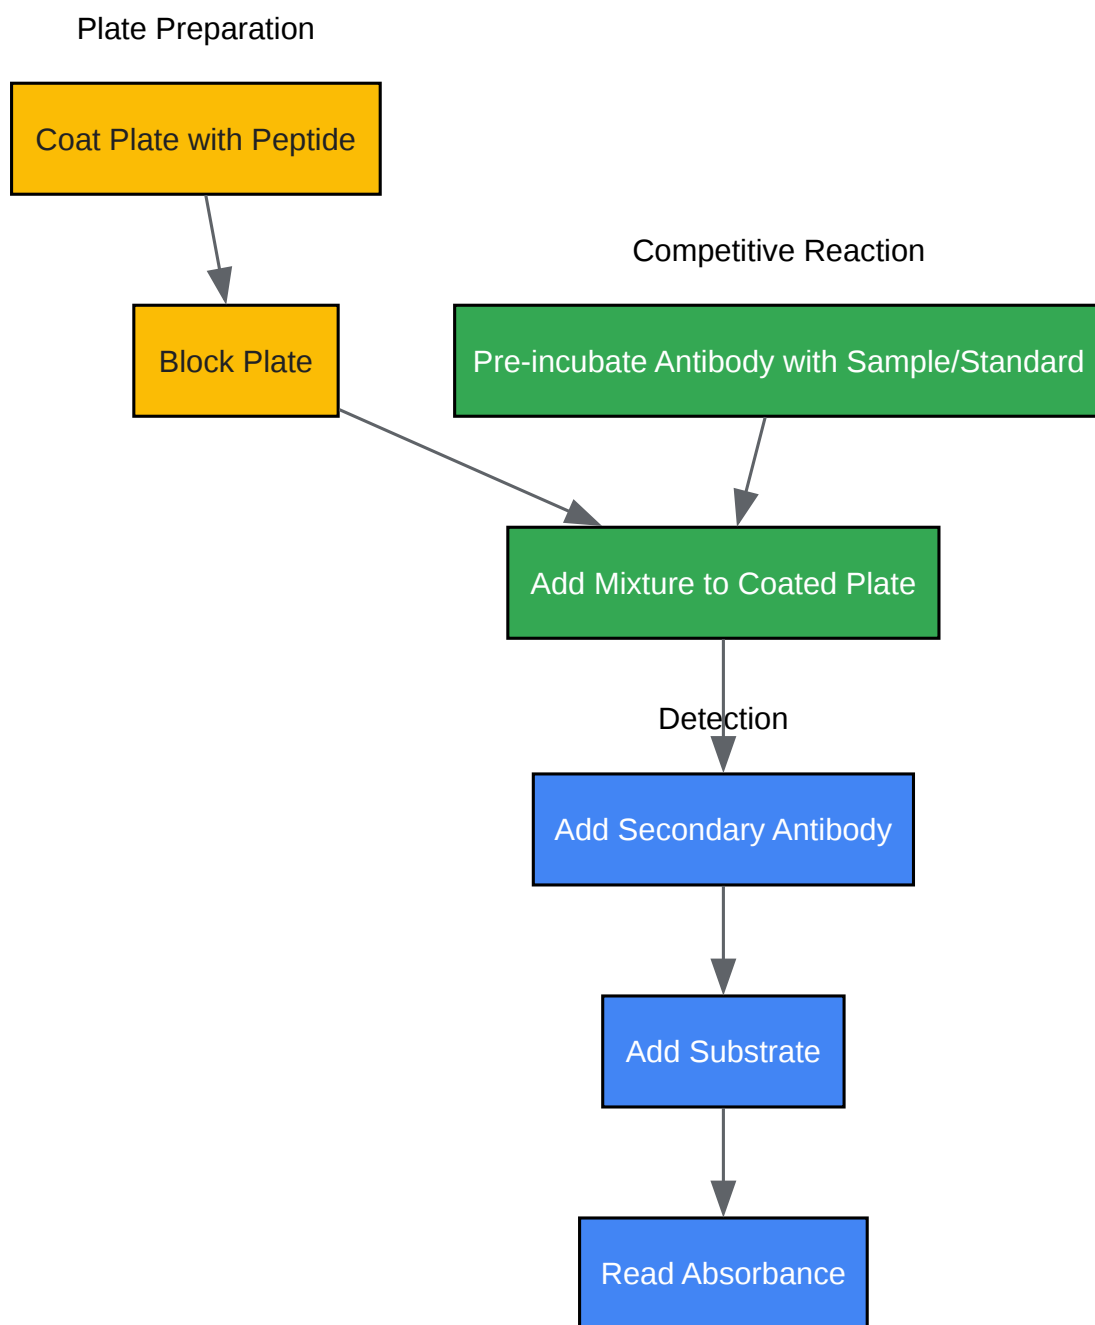 Plate Preparation
Coat Plate with Peptide
Competitive Reaction
Block Plate
Pre-incubate Antibody with Sample/Standard
Add Mixture to Coated Plate
Detection
Add Secondary Antibody
Add Substrate
Read Absorbance